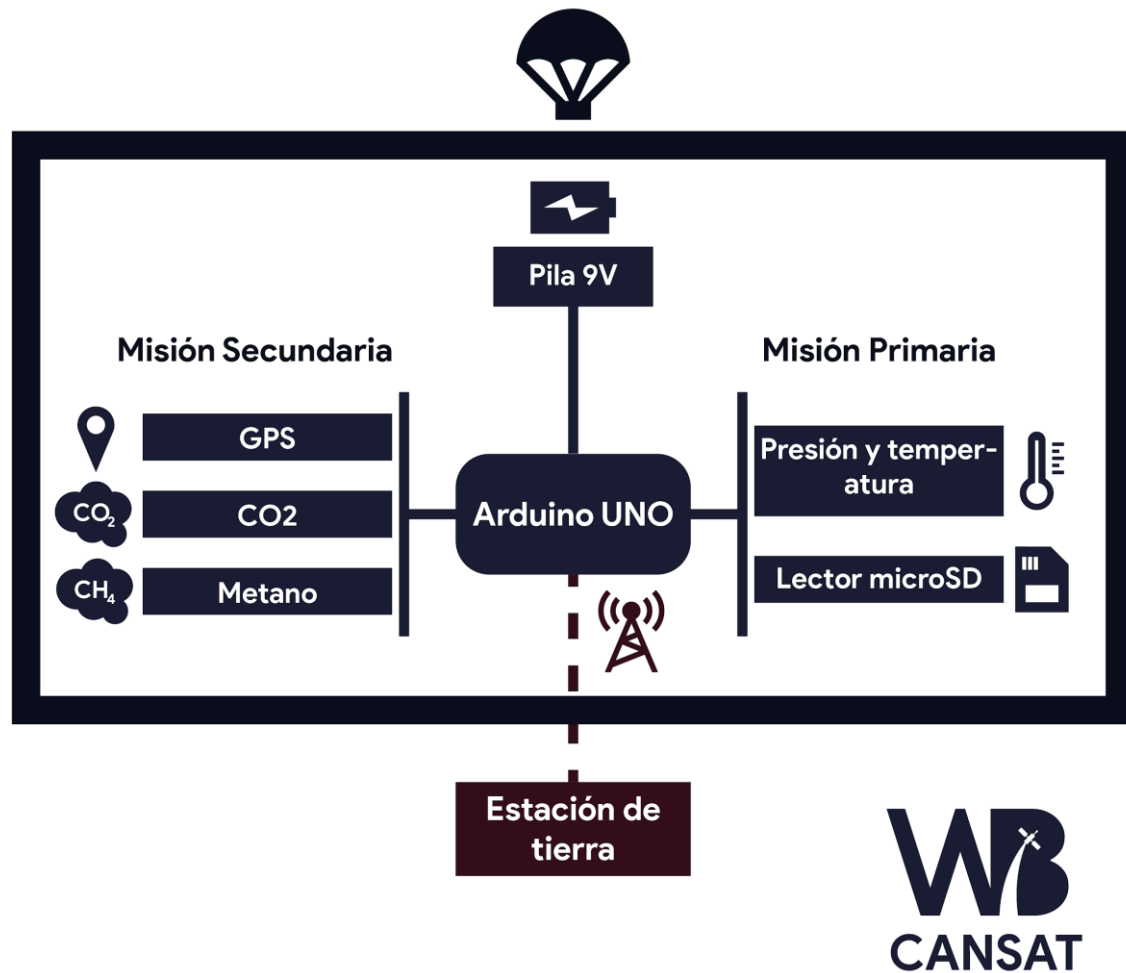 Pila 9V
Misión Secundaria
GPS
CO₂
CO2
CH₄
Metano
Arduino UNO
Misión Primaria
Presión y temper-
atura
Lector microSD
Estación de
tierra
WB
CANSAT